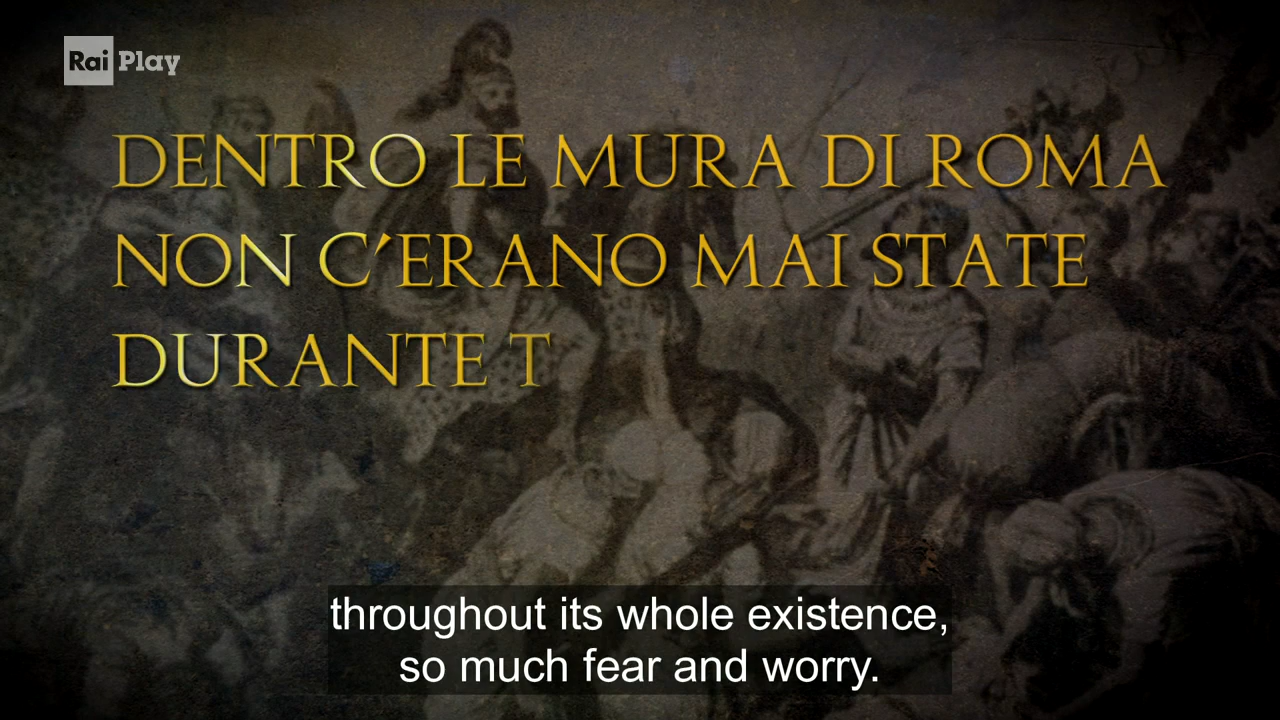 Rai Play
DENTRO LE MURA DI ROMA
NON C'ERANO MAI STATE
DURANTE T
throughout its whole existence,
so much fear and worry.